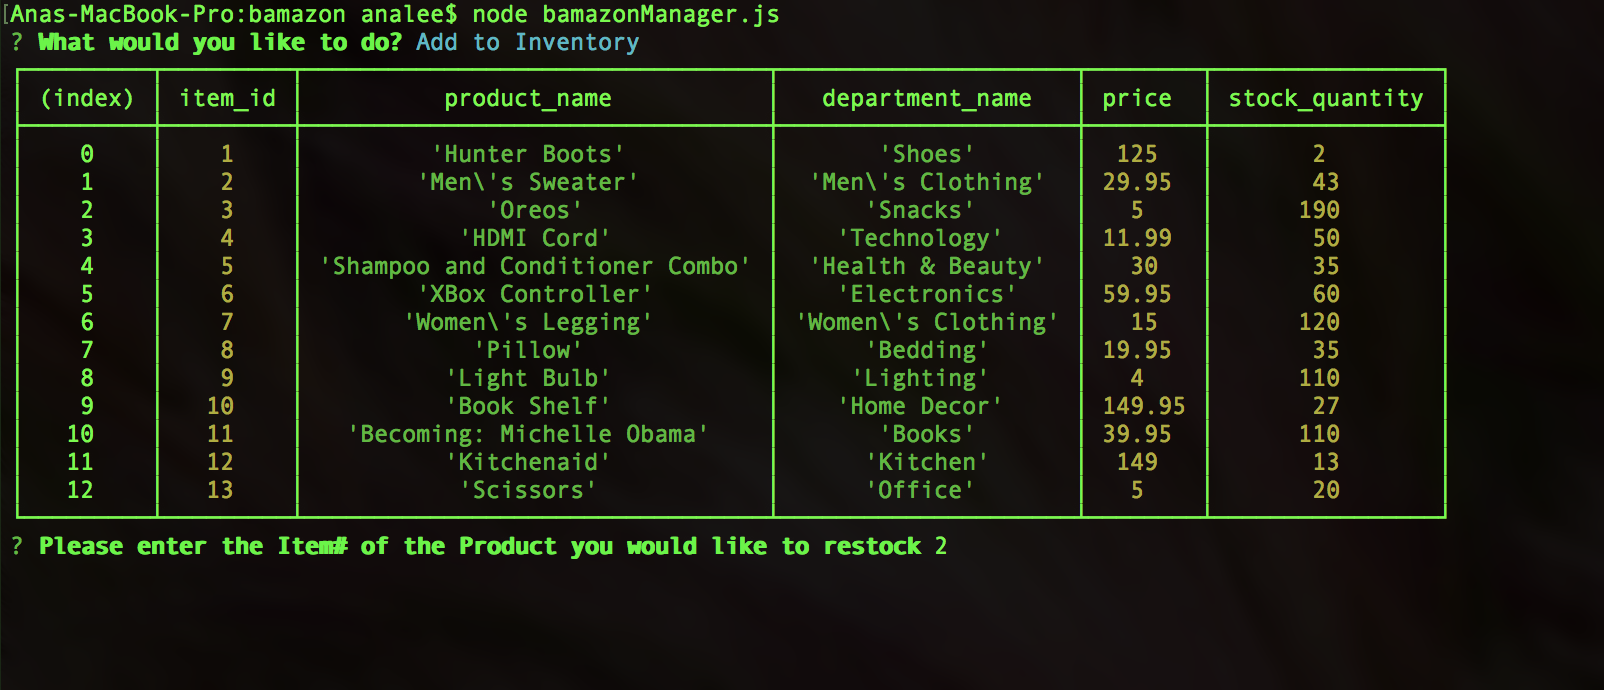 [Anas-MacBook-Pro:bamazon analee$ node bamazonManager.js
? What would you like to do? Add to Inventory
(index) item_id product_name department_name price stock_quantity
0 1 'Hunter Boots' 'Shoes' 125 2
1 2 'Men\'s Sweater' 'Men\'s Clothing' 29.95 43
2 3 'Oreos' 'Snacks' 5 190
3 4 'HDMI Cord' 'Technology' 11.99 50
4 5 'Shampoo and Conditioner Combo' 'Health & Beauty' 30 35
5 6 'XBox Controller' 'Electronics' 59.95 60
6 7 'Women\'s Legging' 'Women\'s Clothing' 15 120
7 8 'Pillow' 'Bedding' 19.95 35
8 9 'Light Bulb' 'Lighting' 4 110
9 10 'Book Shelf' 'Home Decor' 149.95 27
10 11 'Becoming: Michelle Obama' 'Books' 39.95 110
11 12 'Kitchenaid' 'Kitchen' 149 13
12 13 'Scissors' 'Office' 5 20
? Please enter the Item# of the Product you would like to restock 2